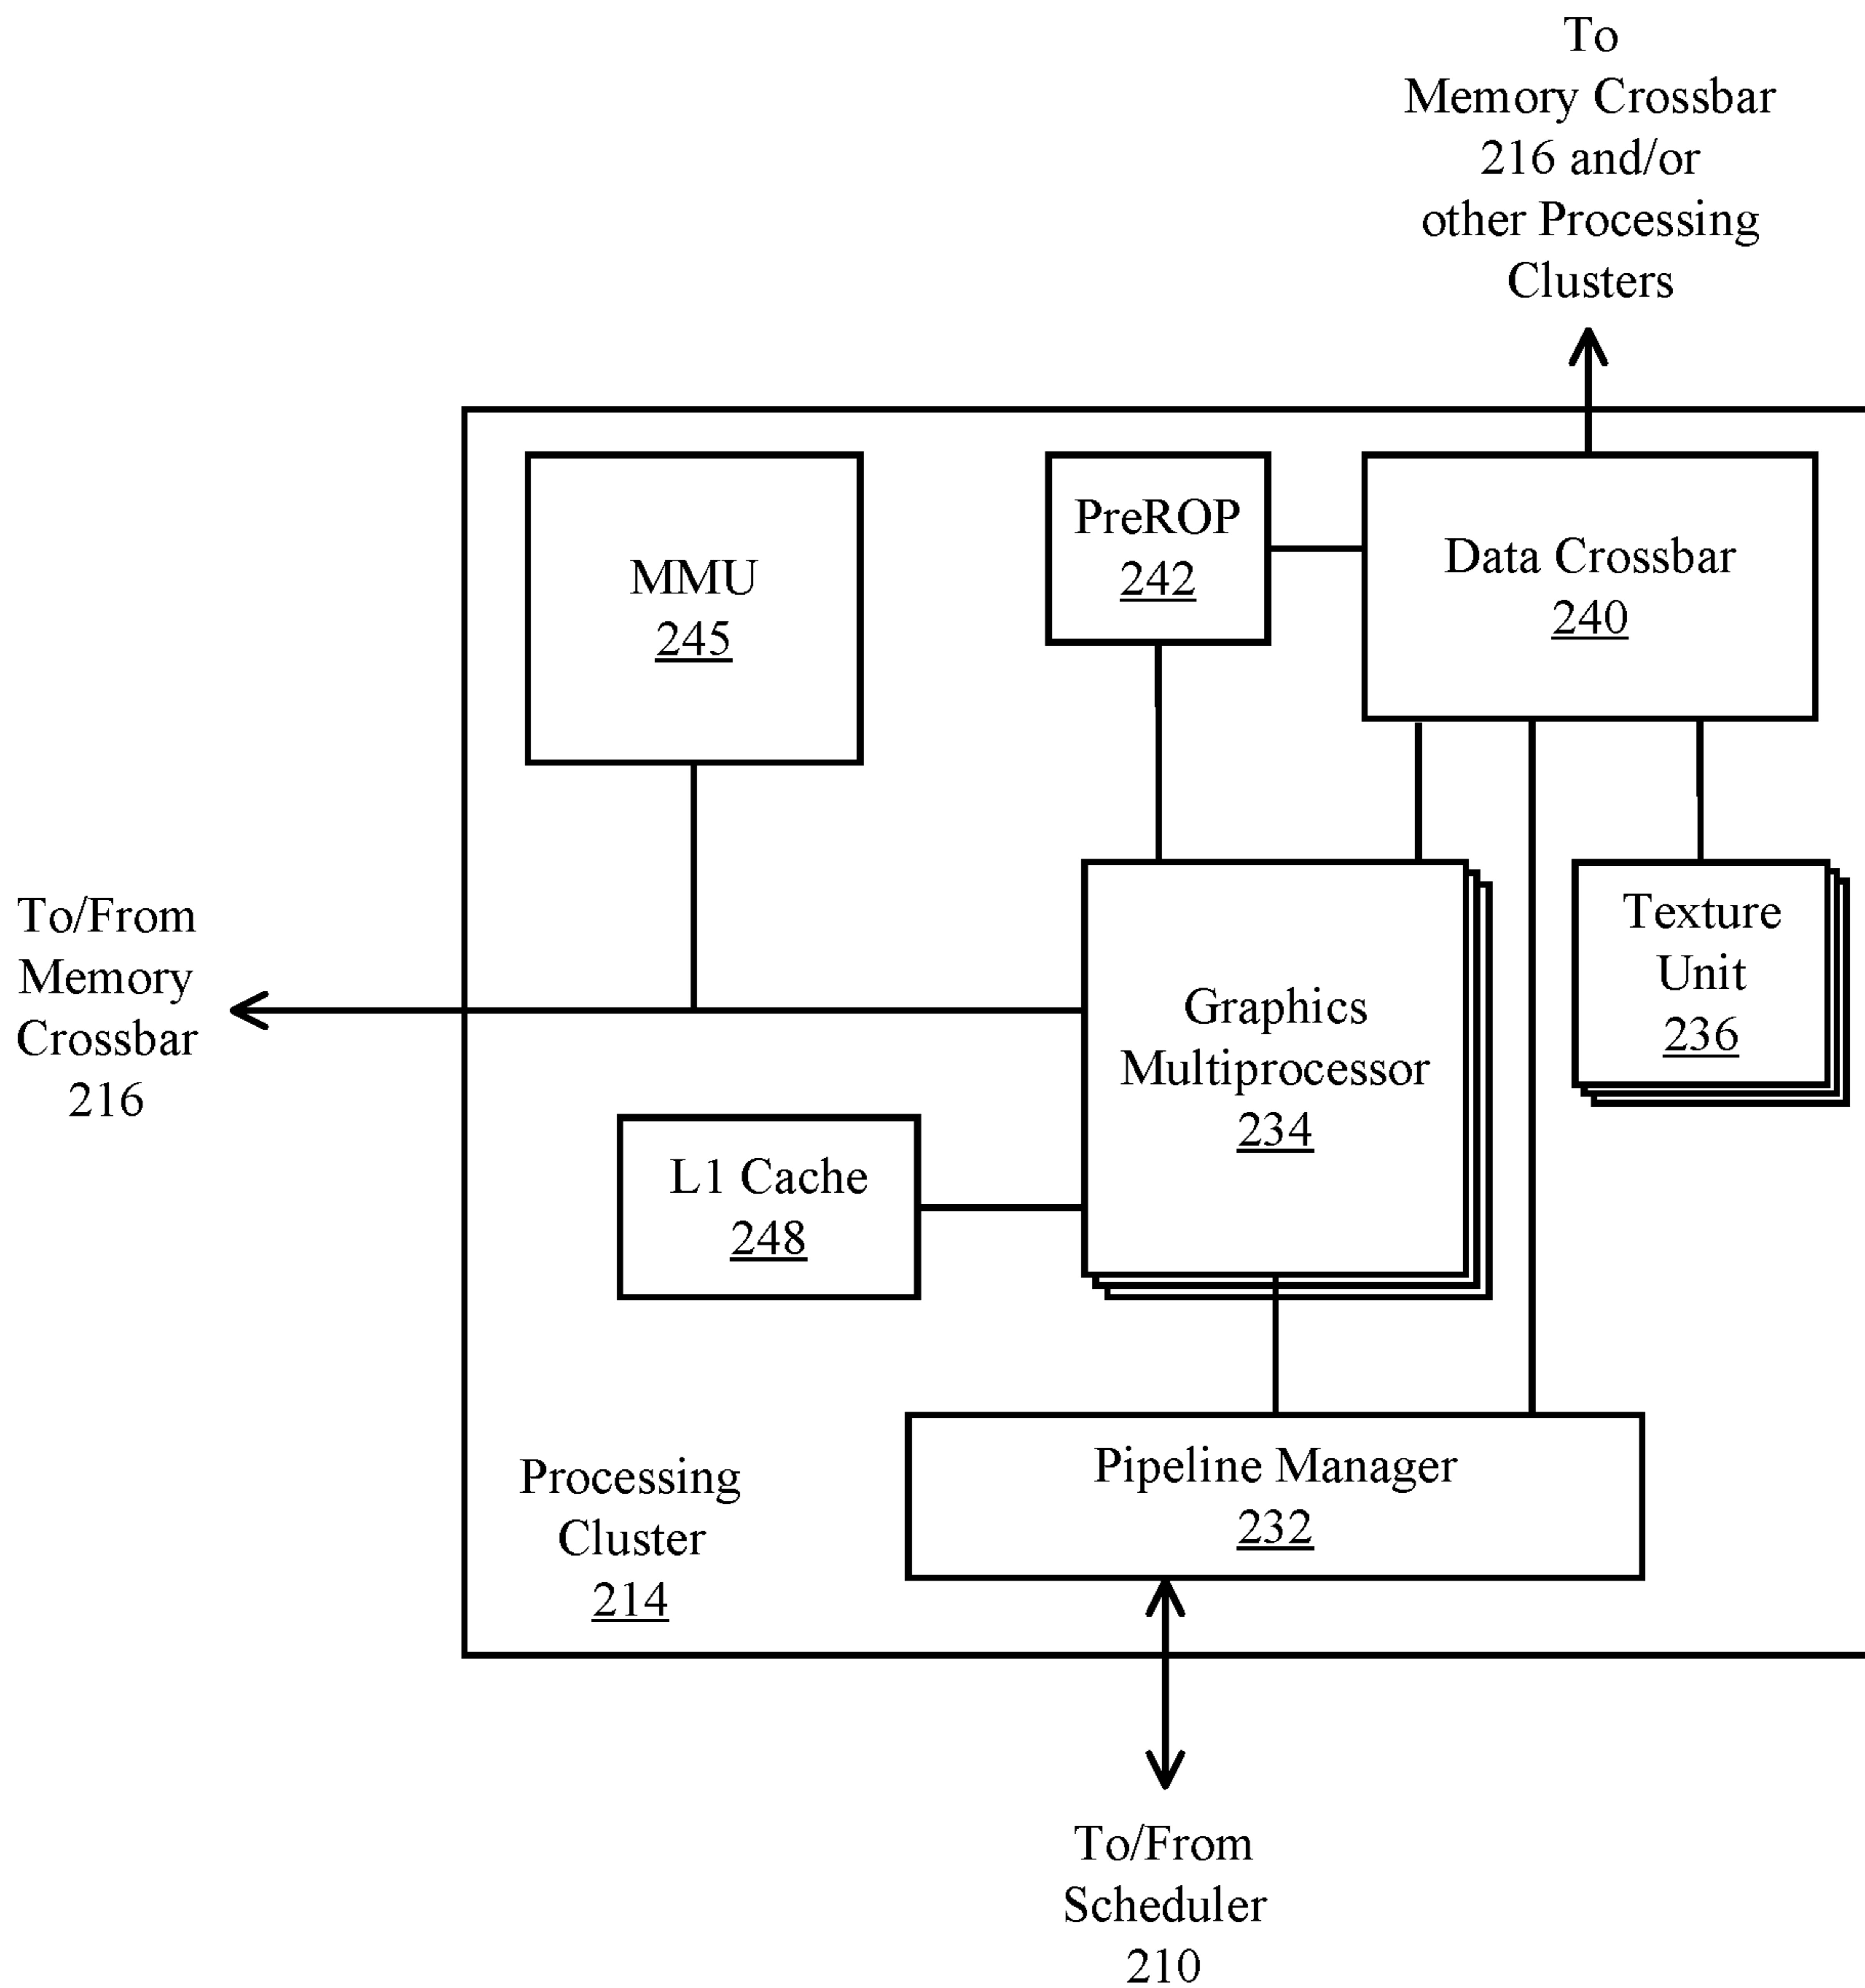 To
Memory Crossbar
216 and/or
other Processing
Clusters
MMU
245
PreROP
242
Data Crossbar
240
To/From
Memory
Crossbar
216
Graphics
Multiprocessor
234
Texture
Unit
236
L1 Cache
248
Pipeline Manager
232
Processing
Cluster
214
To/From
Scheduler
210